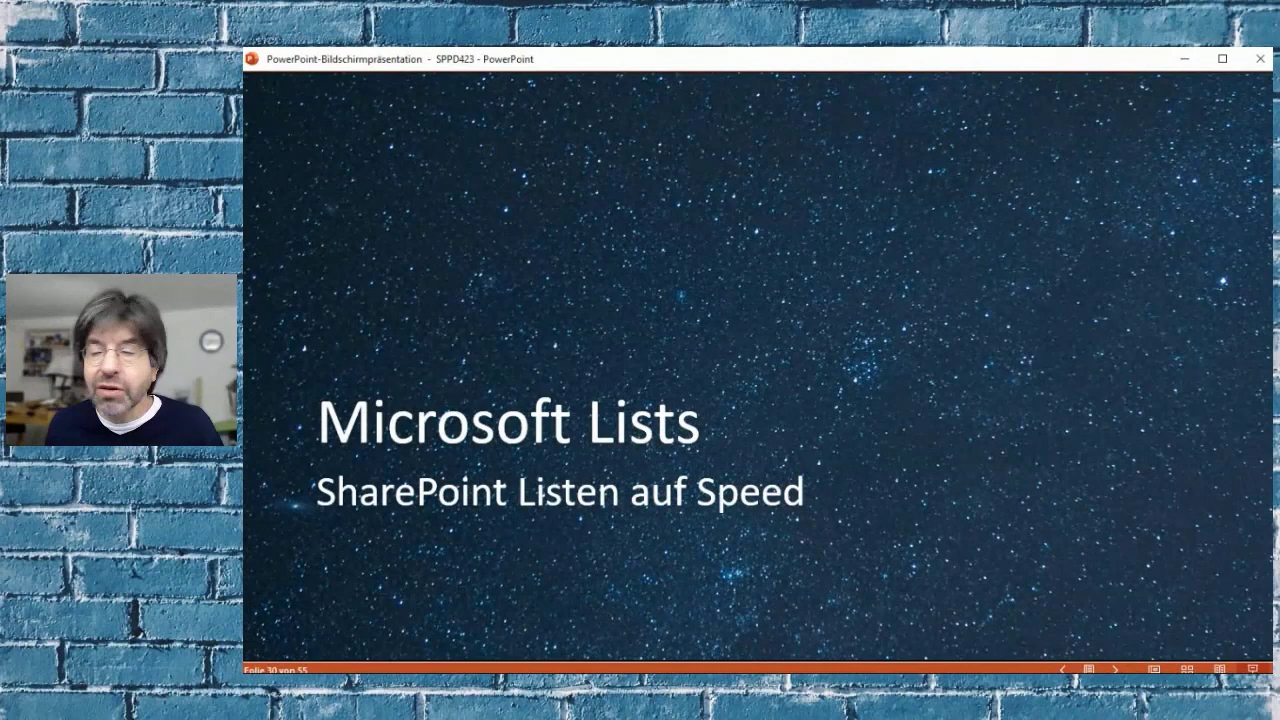 PowerPoint-Bildschirmpräsentation - SPPD423 - PowerPoint
Microsoft Lists
SharePoint Listen auf Speed
Folie 30 von 55